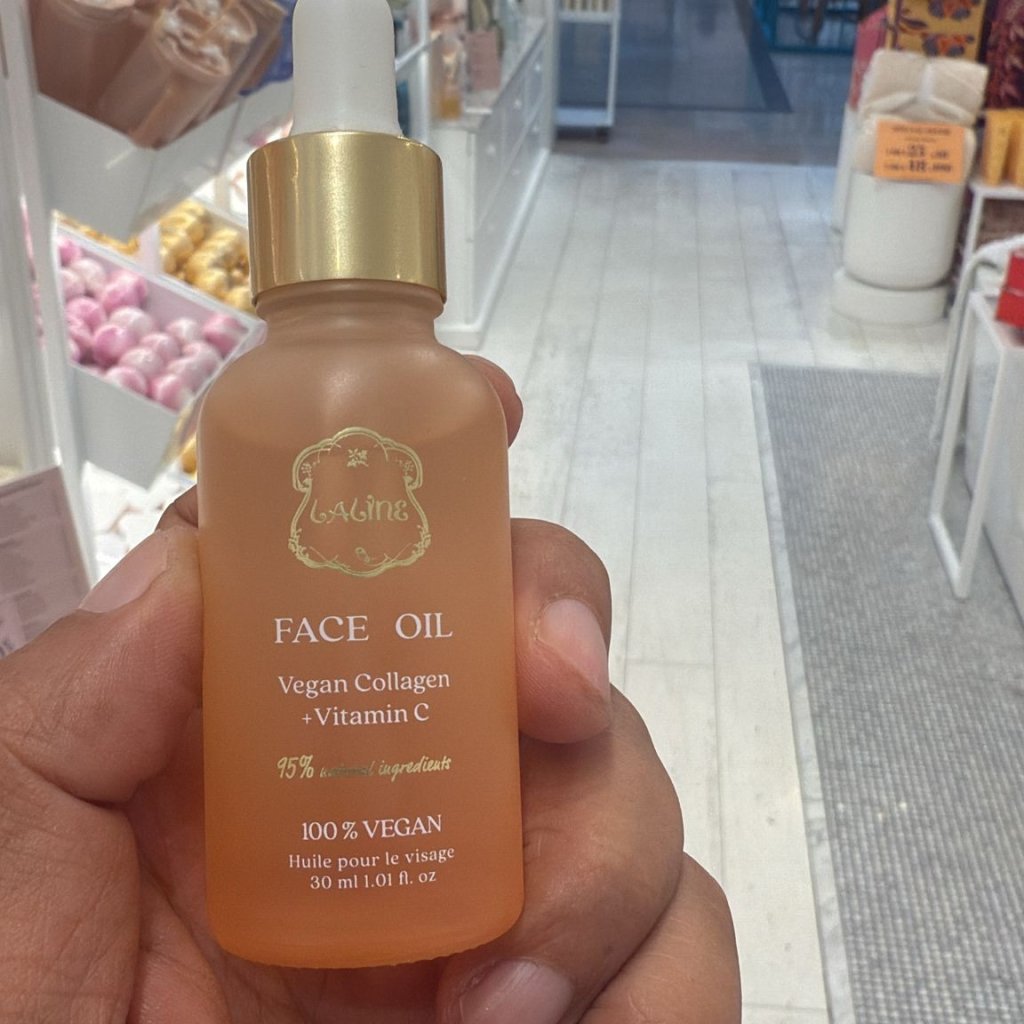 LALINE
FACE OIL
Vegan Collagen
+Vitamin C
95% natural ingredients
100% VEGAN
Huile pour le visage
30 ml 1.01 fl. oz